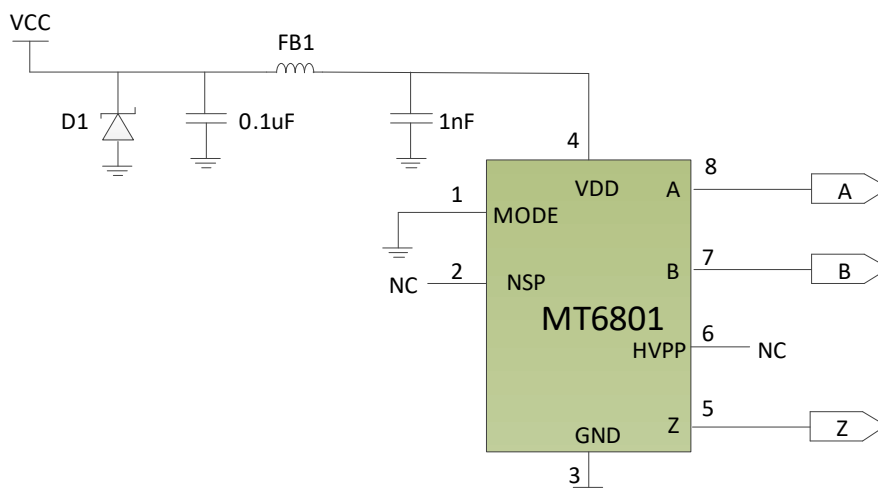 VCC
FB1
D1
0.1uF
1nF
4
8
VDD
A
A
1
MODE
7
B
B
NC
2
NSP
MT6801
6
HVPP
NC
5
Z
Z
GND
3